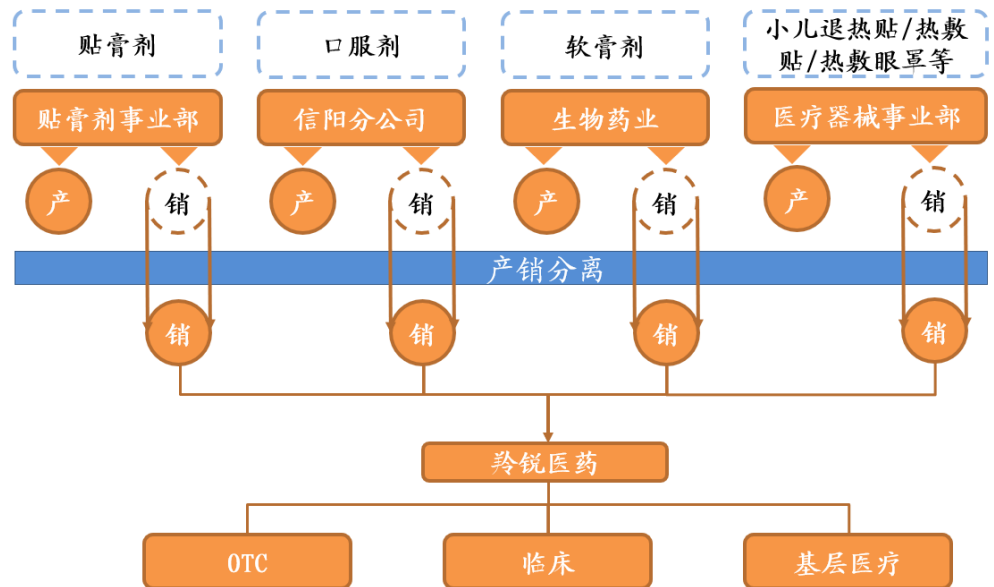 贴膏剂
口服剂
软膏剂
小儿退热贴/热敷
贴/热敷眼罩等
贴膏剂事业部
信阳分公司
生物药业
医疗器械事业部
产
销
产
销
产
销
产
销
产销分离
销
销
销
销
羚锐医药
OTC
临床
基层医疗